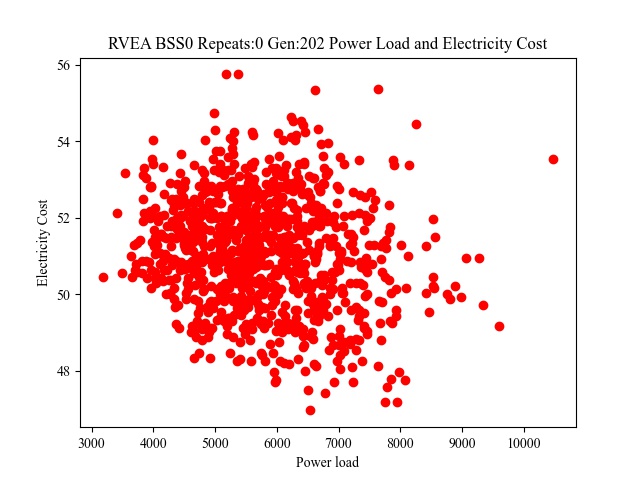 RVEA BSS0 Repeats:0 Gen:202 Power Load and Electricity Cost
56
54
52
50
48
Electricity Cost
3000 4000 5000 6000 7000 8000 9000 10000
Power load